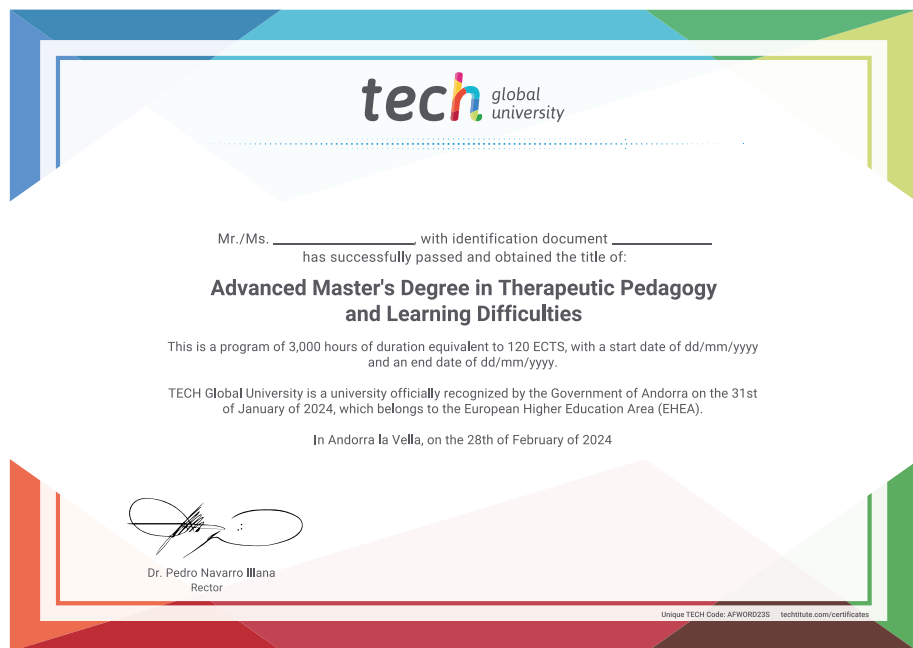 tech global
university
Mr./Ms. ______________, with identification document __________
has successfully passed and obtained the title of:
Advanced Master's Degree in Therapeutic Pedagogy
and Learning Difficulties
This is a program of 3,000 hours of duration equivalent to 120 ECTS, with a start date of dd/mm/yyyy
and an end date of dd/mm/yyyy.
TECH Global University is a university officially recognized by the Government of Andorra on the 31st
of January of 2024, which belongs to the European Higher Education Area (EHEA).
In Andorra la Vella, on the 28th of February of 2024
Dr. Pedro Navarro Illana
Rector
Unique TECH Code: AFWORD23S techtitute.com/certificates